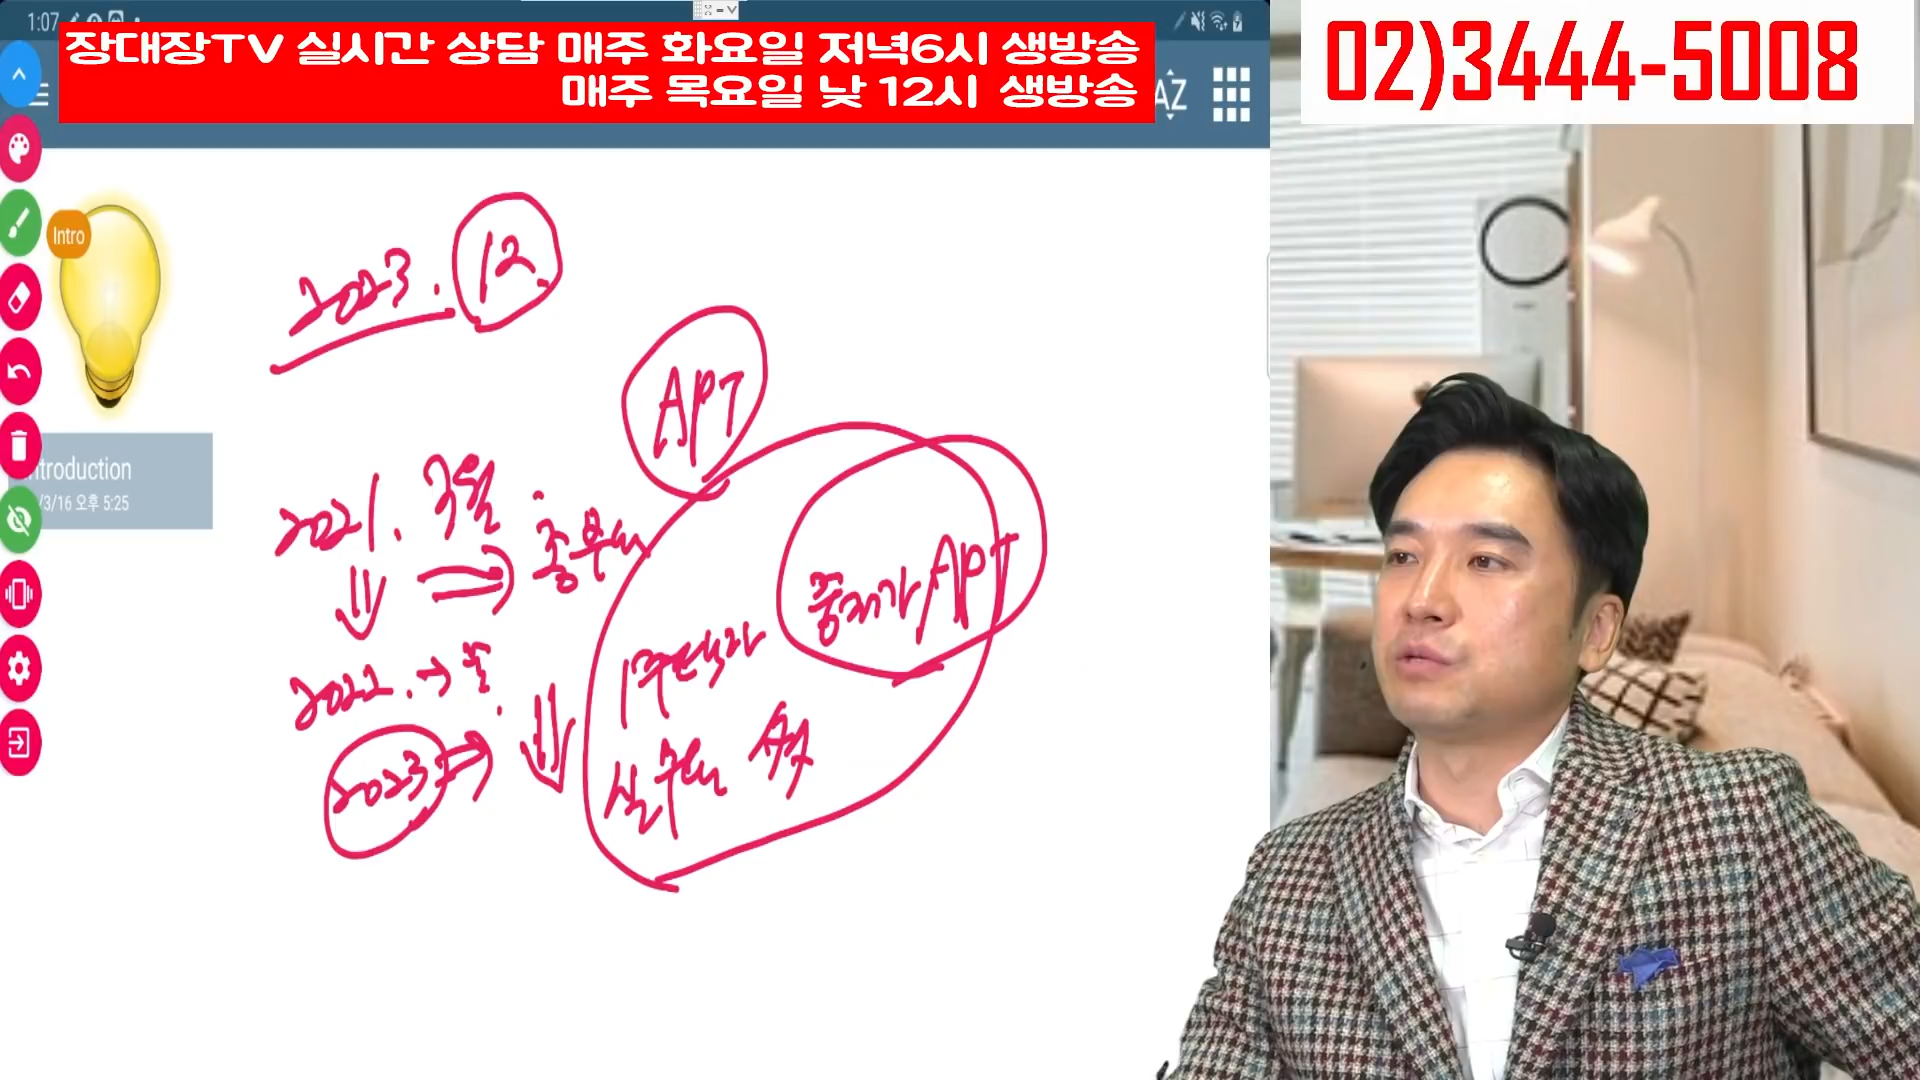 1:07
장대장TV 실시간 상담 매주 화요일 저녁6시 생방송
매주 목요일 낮 12시 생방송
AZ
02)3444-5008
Intro
ntroduction
/3/16 오후 5:25
2023. 12.
APT
2021. 3월
종부세
중저가 APT
1주택자
2022. →
2023
실수요 多